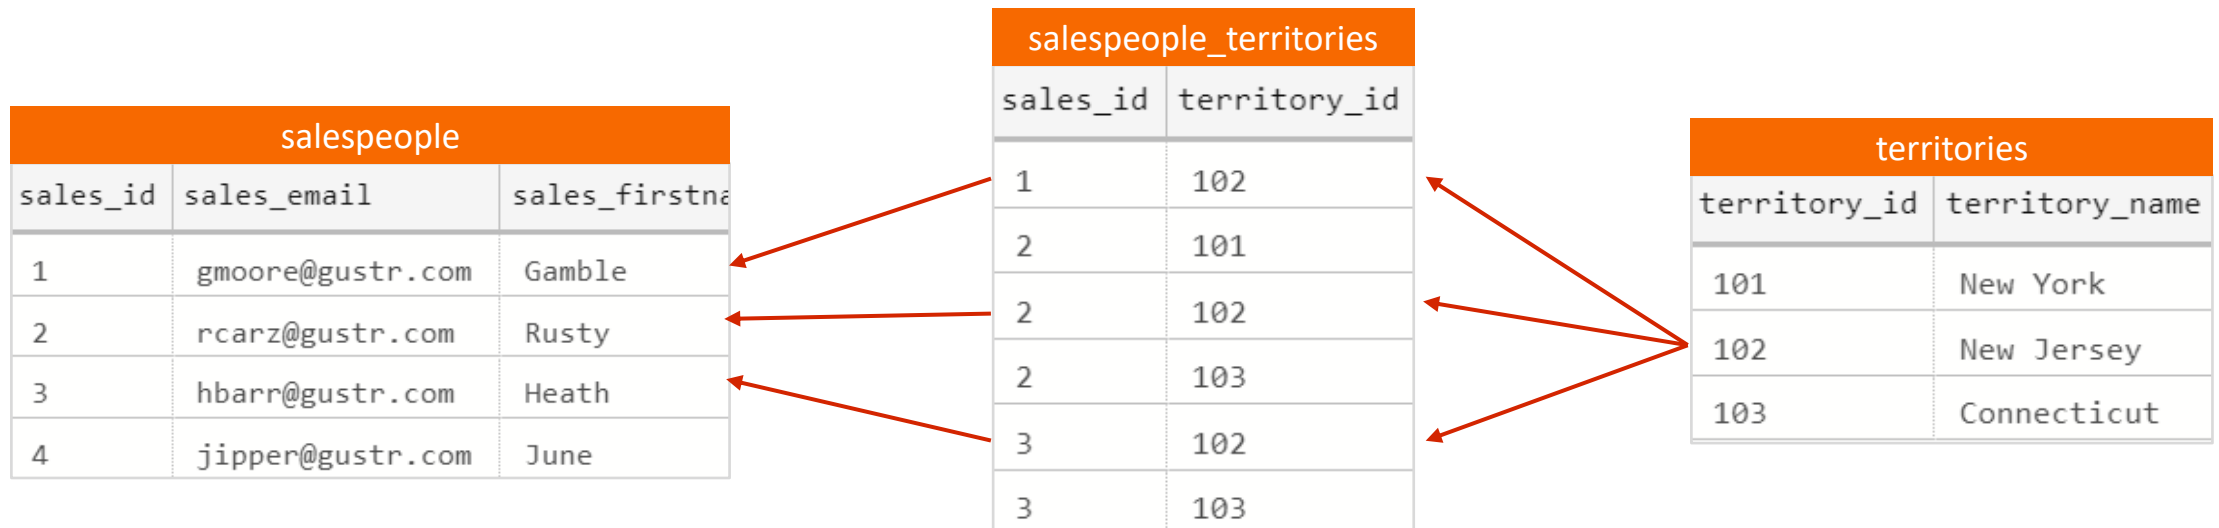 salespeople
sales_id sales_email sales_firstna
1 gmoore@gustr.com Gamble
2 rcarz@gustr.com Rusty
3 hbarr@gustr.com Heath
4 jipper@gustr.com June
salespeople_territories
sales_id territory_id
1 102
2 101
2 102
2 103
3 102
3 103
territories
territory_id territory_name
101 New York
102 New Jersey
103 Connecticut